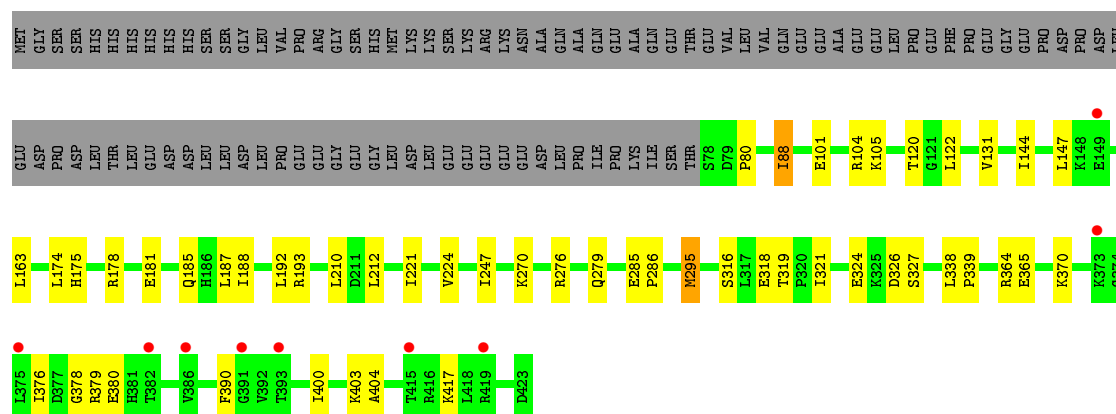 MET GLY SER SER HIS HIS HIS HIS HIS HIS SER SER GLY LEU VAL PRO ARG GLY SER HIS MET LYS LYS SER LYS ARG LYS ASN ALA GLN ALA GLN GLU ALA GLN GLU THR GLU VAL LEU VAL GLN GLU GLU ALA GLU GLU LEU PRO GLU PHE PRO GLU GLY GLU PRO ASP PRO ASP LEU
GLU ASP PRO ASP LEU THR LEU GLU ASP ASP LEU LEU ASP LEU PRO GLU GLU GLY GLU GLY LEU ASP LEU GLU GLU GLU GLU GLU ASP LEU PRO ILE PRO LYS ILE SER THR S78 D79 P80 I88 E101 R104 K105 T120 G121 L122 V131 I144 L147 K148 E149
L163 L174 H175 R178 E181 Q185 H186 L187 I188 L192 R193 L210 D211 L212 I221 V224 I247 K270 R276 Q279 E285 P286 M295 S316 L317 E318 T319 P320 I321 E324 K325 D326 S327 L338 P339 R364 E365 K370 K373
L375 I376 D377 G378 R379 E380 H381 T382 V386 F390 G391 V392 T393 I400 K403 A404 T415 R416 K417 L418 R419 D423